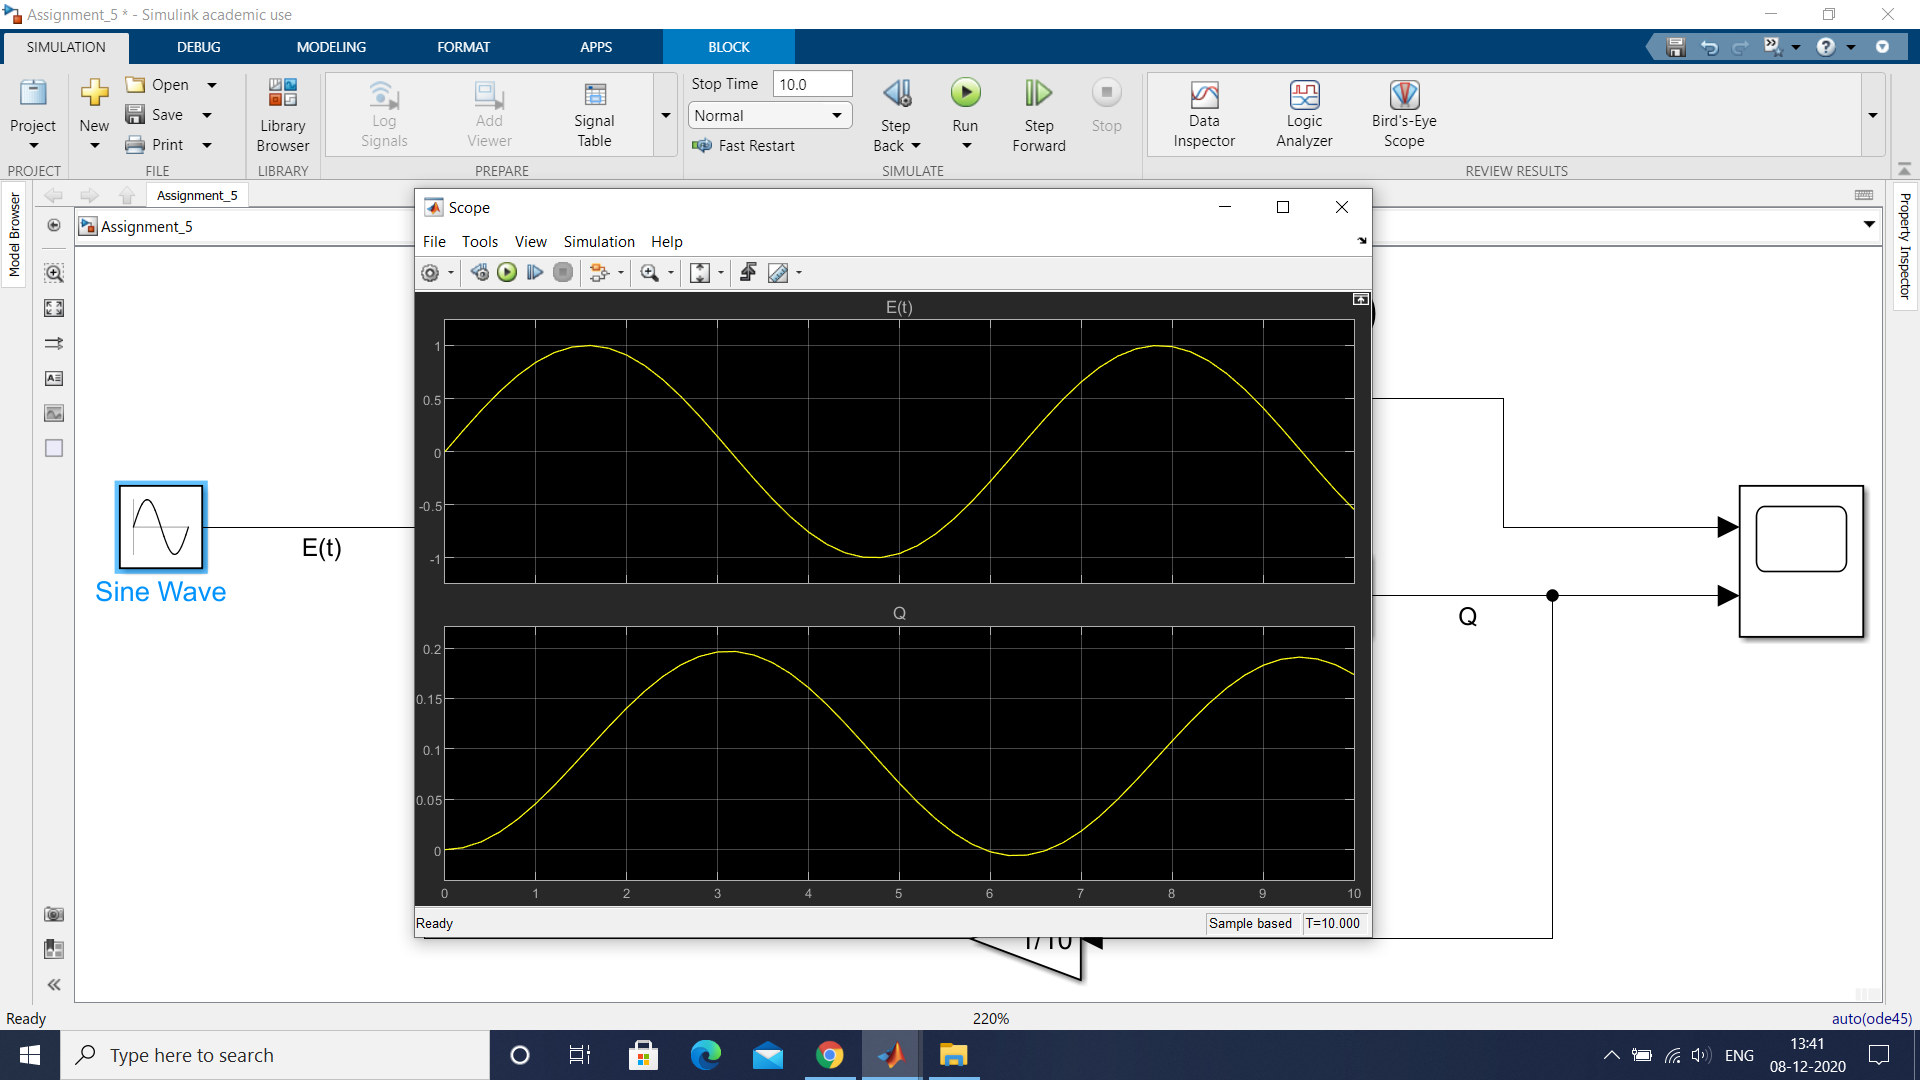 Assignment_5 * - Simulink academic use
SIMULATION DEBUG MODELING FORMAT APPS BLOCK
Project
New
Open
Save
Print
Library Browser
Log Signals
Add Viewer
Signal Table
Stop Time 10.0
Normal
Fast Restart
Step Back
Run
Step Forward
Stop
Data Inspector
Logic Analyzer
Bird's-Eye Scope
PROJECT FILE LIBRARY PREPARE SIMULATE REVIEW RESULTS
Model Browser
Assignment_5
Assignment_5
Property Inspector
Scope
File Tools View Simulation Help
E(t)
1
0.5
0
-0.5
-1
Q
0.2
0.15
0.1
0.05
0
0 1 2 3 4 5 6 7 8 9 10
Ready Sample based T=10.000
E(t)
Sine Wave
Q
1/10
Ready 220% auto(ode45)
Type here to search
ENG
13:41
08-12-2020